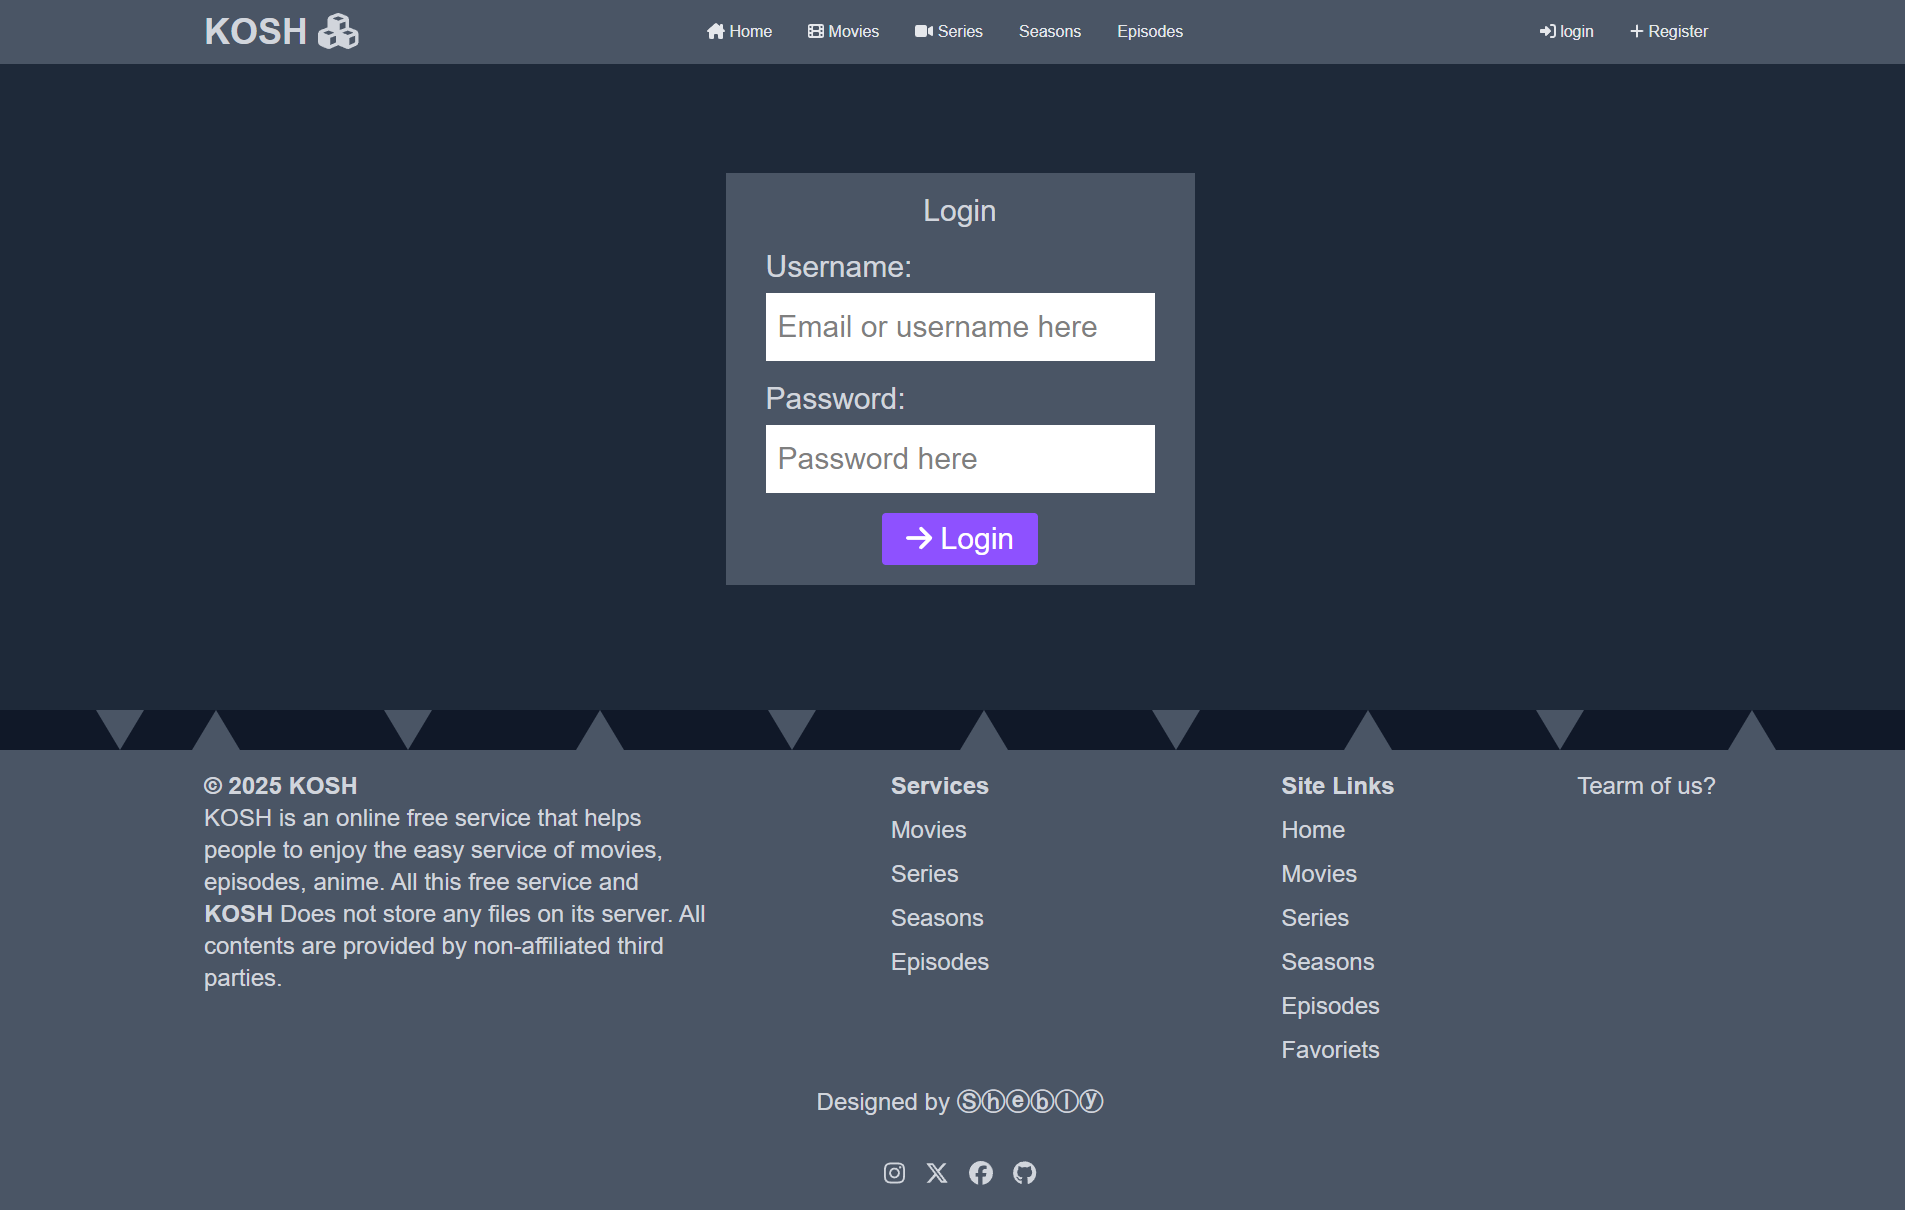 KOSH
Home
Movies
Series
Seasons
Episodes
login
Register
Login
Username:
Email or username here
Password:
Password here
Login
© 2025 KOSH
KOSH is an online free service that helps
people to enjoy the easy service of movies,
episodes, anime. All this free service and
KOSH Does not store any files on its server. All
contents are provided by non-affiliated third
parties.
Services
Movies
Series
Seasons
Episodes
Site Links
Home
Movies
Series
Seasons
Episodes
Favoriets
Tearm of us?
Designed by Ⓢⓗⓔⓑⓛⓨ